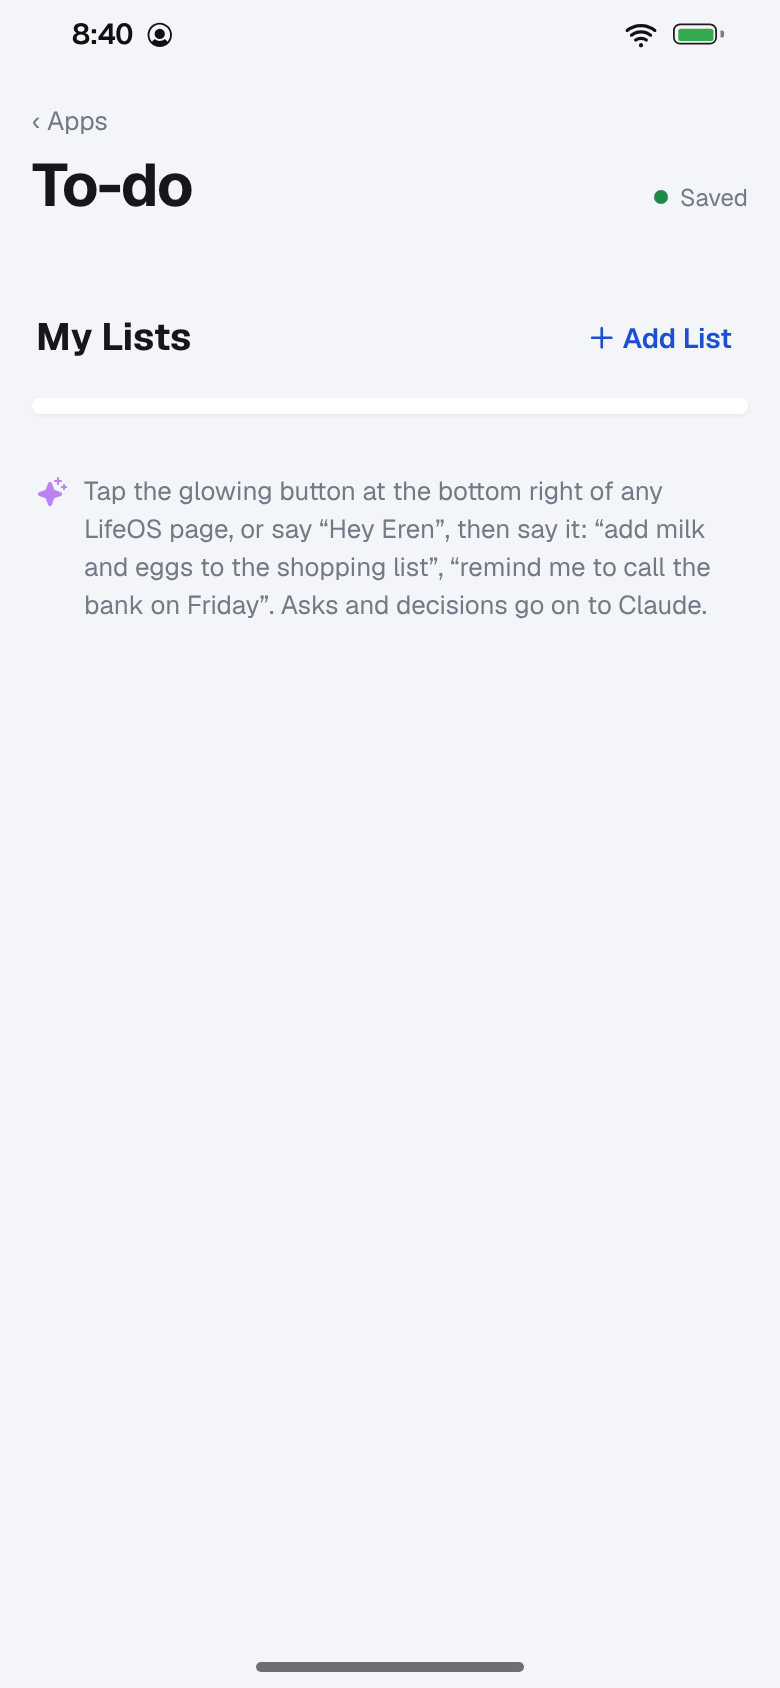 8:40
‹ Apps
To-do
Saved
My Lists
+ Add List
Tap the glowing button at the bottom right of any
LifeOS page, or say “Hey Eren”, then say it: “add milk
and eggs to the shopping list”, “remind me to call the
bank on Friday”. Asks and decisions go on to Claude.